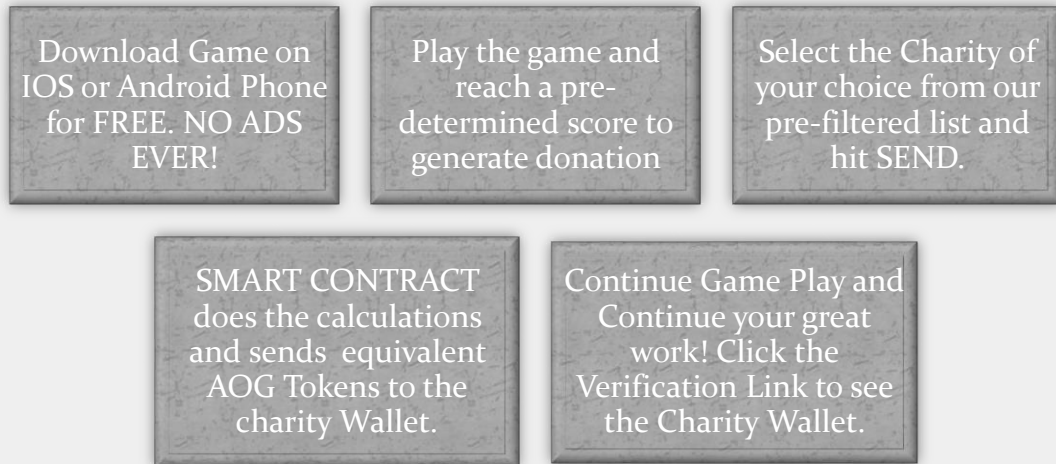 Download Game on
IOS or Android Phone
for FREE. NO ADS
EVER!
Play the game and
reach a pre-
determined score to
generate donation
Select the Charity of
your choice from our
pre-filtered list and
hit SEND.
SMART CONTRACT
does the calculations
and sends equivalent
AOG Tokens to the
charity Wallet.
Continue Game Play and
Continue your great
work! Click the
Verification Link to see
the Charity Wallet.